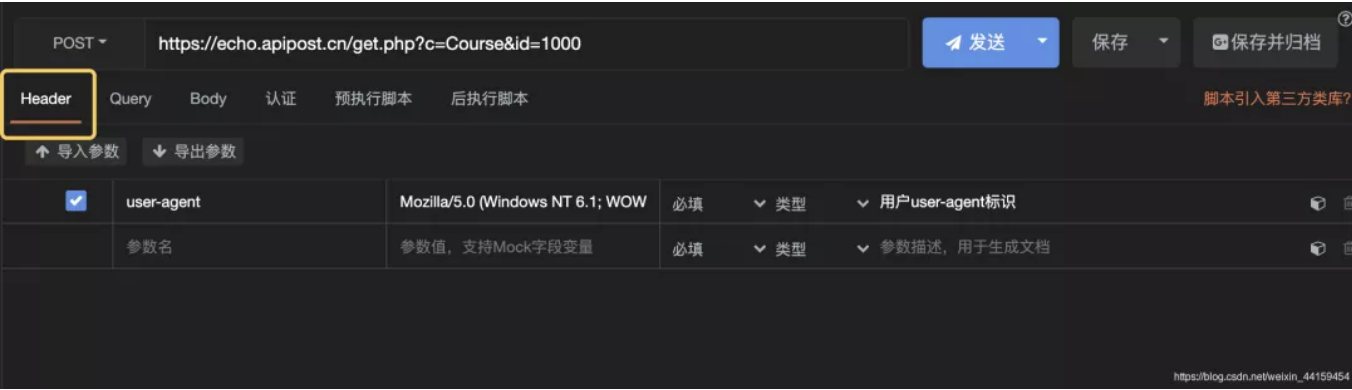 POST https://echo.apipost.cn/get.php?c=Course&id=1000 发送 保存 保存并归档
Header Query Body 认证 预执行脚本 后执行脚本 脚本引入第三方类库?
导入参数 导出参数
user-agent Mozilla/5.0 (Windows NT 6.1; WOW 必填 类型 用户user-agent标识
参数名 参数值，支持Mock字段变量 必填 类型 参数描述，用于生成文档
https://blog.csdn.net/weixin_44159454